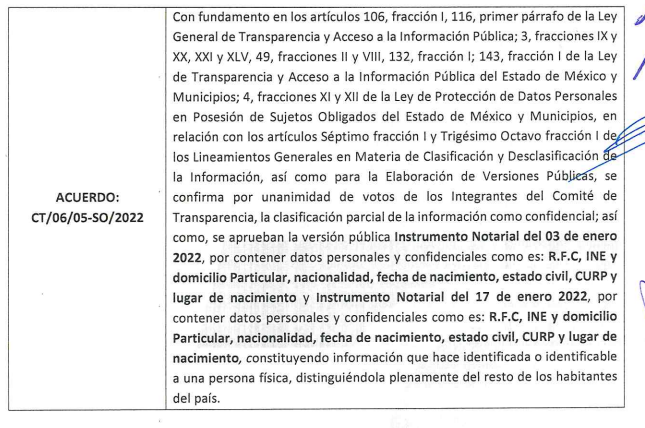 ACUERDO:
CT/06/05-SO/2022
Con fundamento en los artículos 106, fracción I, 116, primer párrafo de la Ley
General de Transparencia y Acceso a la Información Pública; 3, fracciones IX y
XX, XXI y XLV, 49, fracciones II y VIII, 132, fracción I; 143, fracción I de la Ley
de Transparencia y Acceso a la Información Pública del Estado de México y
Municipios; 4, fracciones XI y XII de la Ley de Protección de Datos Personales
en Posesión de Sujetos Obligados del Estado de México y Municipios, en
relación con los artículos Séptimo fracción I y Trigésimo Octavo fracción I de
los Lineamientos Generales en Materia de Clasificación y Desclasificación de
la Información, así como para la Elaboración de Versiones Públicas, se
confirma por unanimidad de votos de los Integrantes del Comité de
Transparencia, la clasificación parcial de la información como confidencial; así
como, se aprueban la versión pública Instrumento Notarial del 03 de enero
2022, por contener datos personales y confidenciales como es: R.F.C, INE y
domicilio Particular, nacionalidad, fecha de nacimiento, estado civil, CURP y
lugar de nacimiento y Instrumento Notarial del 17 de enero 2022, por
contener datos personales y confidenciales como es: R.F.C, INE y domicilio
Particular, nacionalidad, fecha de nacimiento, estado civil, CURP y lugar de
nacimiento, constituyendo información que hace identificada o identificable
a una persona física, distinguiéndola plenamente del resto de los habitantes
del país.